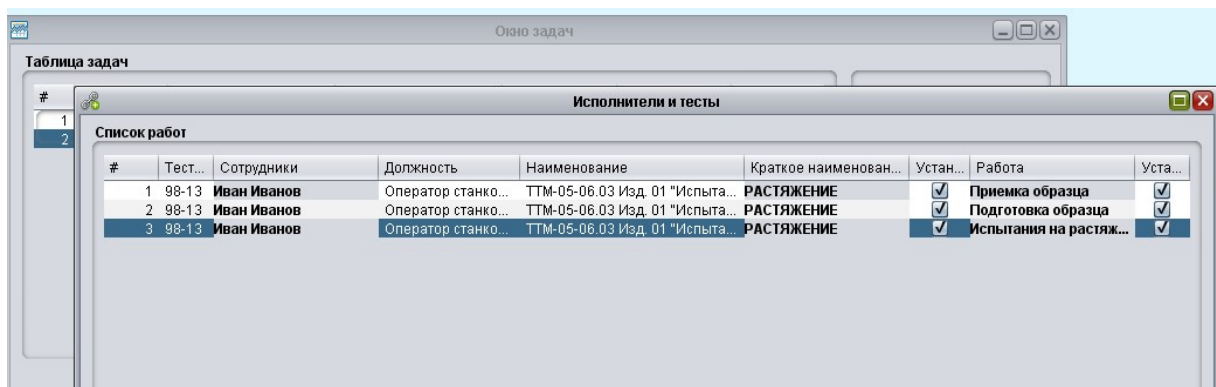 Окно задач
Таблица задач
#
1
2
Исполнители и тесты
Список работ
# Тест... Сотрудники Должность Наименование Краткое наименован... Устан... Работа Уста...
1 98-13 Иван Иванов Оператор станко... ТТМ-05-06.03 Изд. 01 "Испыта... РАСТЯЖЕНИЕ Приемка образца
2 98-13 Иван Иванов Оператор станко... ТТМ-05-06.03 Изд. 01 "Испыта... РАСТЯЖЕНИЕ Подготовка образца
3 98-13 Иван Иванов Оператор станко... ТТМ-05-06.03 Изд. 01 "Испыта... РАСТЯЖЕНИЕ Испытания на растяж...